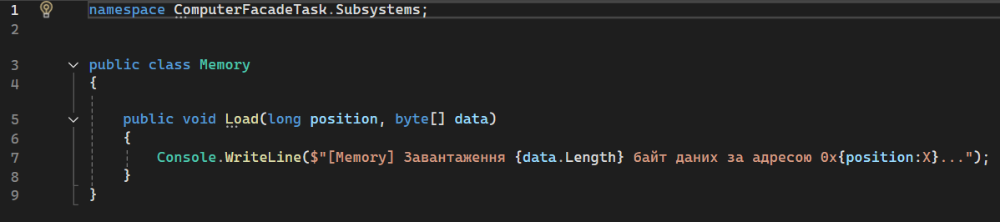 1 namespace ComputerFacadeTask.Subsystems;
2
3 public class Memory
4 {
5 public void Load(long position, byte[] data)
6 {
7 Console.WriteLine($"[Memory] Завантаження {data.Length} байт даних за адресою 0x{position:X}...");
8 }
9 }